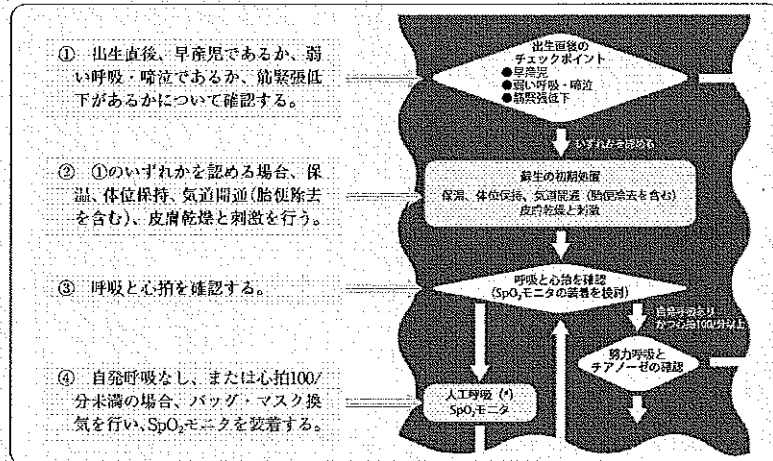 ① 出生直後、早産児であるか、弱
い呼吸・啼泣であるか、筋緊張低
下があるかについて確認する。
② ①のいずれかを認める場合、保
温、体位保持、気道開通(胎便除去
を含む)、皮膚乾燥と刺激を行う。
③ 呼吸と心拍を確認する。
④ 自発呼吸なし、または心拍100/
分未満の場合、バッグ・マスク換
気を行い、SpO₂モニタを装着する。
出生直後の
チェックポイント
●早産児
●弱い呼吸・啼泣
●筋緊張低下
いずれかを認める
蘇生の初期処置
保温、体位保持、気道開通（胎便除去を含む）
皮膚乾燥と刺激
呼吸と心拍を確認
(SpO₂モニタの装着を検討)
自発呼吸あり
かつ心拍100/分以上
努力呼吸と
チアノーゼの確認
人工呼吸 (*)
SpO₂モニタ